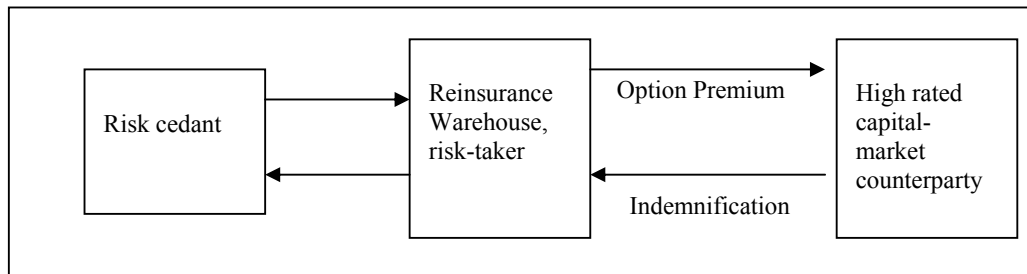 Risk cedant
Reinsurance
Warehouse,
risk-taker
Option Premium
Indemnification
High rated
capital-
market
counterparty